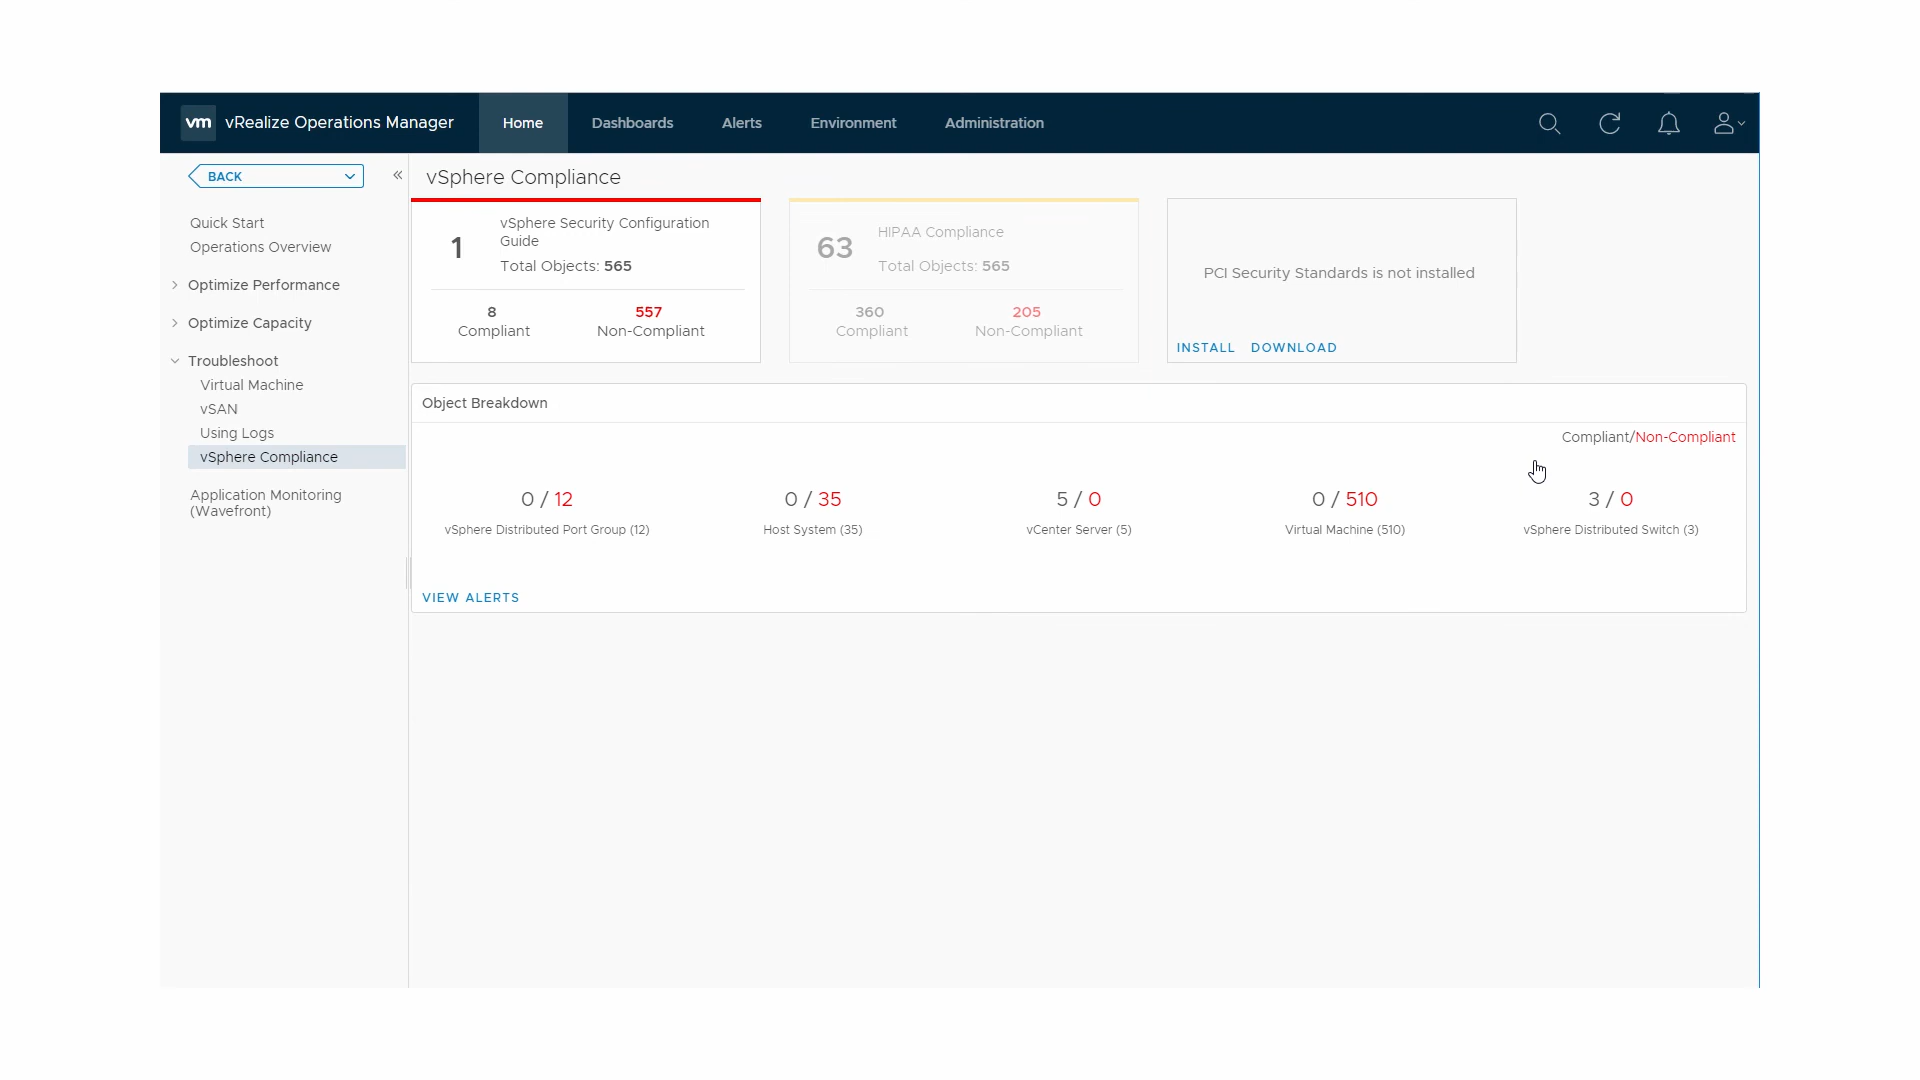 vm vRealize Operations Manager Home Dashboards Alerts Environment Administration
BACK
Quick Start
Operations Overview
Optimize Performance
Optimize Capacity
Troubleshoot
Virtual Machine
vSAN
Using Logs
vSphere Compliance
Application Monitoring
(Wavefront)
vSphere Compliance
1
vSphere Security Configuration
Guide
Total Objects: 565
8
Compliant
557
Non-Compliant
63
HIPAA Compliance
Total Objects: 565
360
Compliant
205
Non-Compliant
PCI Security Standards is not installed
INSTALL DOWNLOAD
Object Breakdown
Compliant/Non-Compliant
0 / 12
vSphere Distributed Port Group (12)
0 / 35
Host System (35)
5 / 0
vCenter Server (5)
0 / 510
Virtual Machine (510)
3 / 0
vSphere Distributed Switch (3)
VIEW ALERTS